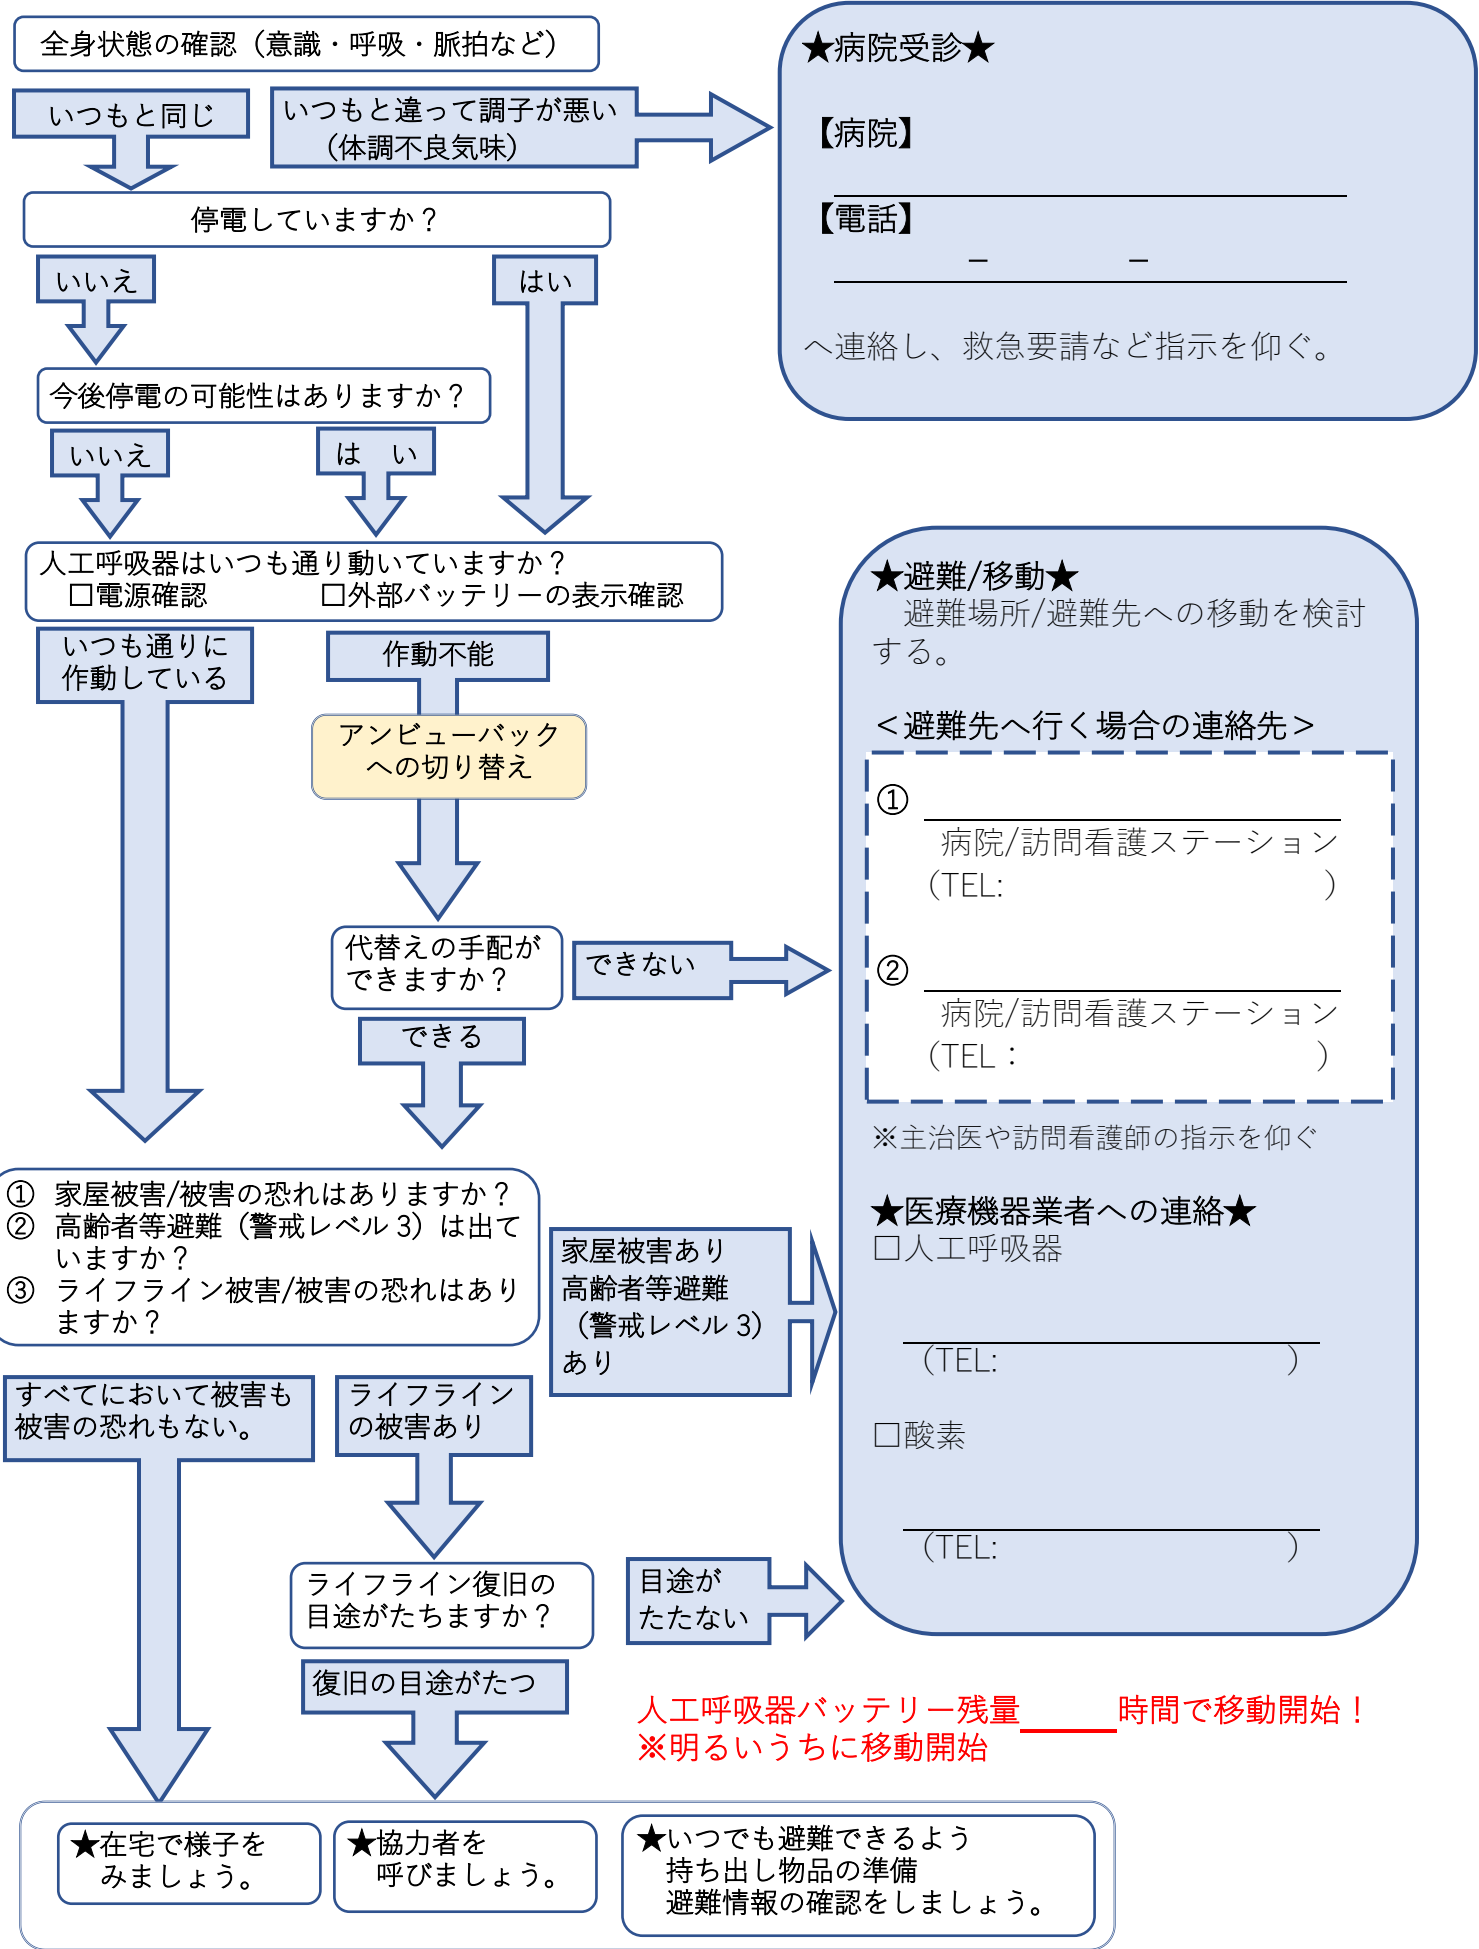 全身状態の確認（意識・呼吸・脈拍など）
いつもと同じ
いつもと違って調子が悪い
（体調不良気味）
★病院受診★
【病院】
【電話】
－　－
へ連絡し、救急要請など指示を仰ぐ。
停電していますか？
いいえ
はい
今後停電の可能性はありますか？
いいえ
は　い
人工呼吸器はいつも通り動いていますか？
□電源確認　□外部バッテリーの表示確認
いつも通りに
作動している
作動不能
アンビューバック
への切り替え
代替えの手配が
できますか？
できない
できる
★避難/移動★
避難場所/避難先への移動を検討
する。
＜避難先へ行く場合の連絡先＞
①
病院/訪問看護ステーション
（TEL:　）
②
病院/訪問看護ステーション
（TEL：　）
※主治医や訪問看護師の指示を仰ぐ
★医療機器業者への連絡★
□人工呼吸器
（TEL:　）
□酸素
（TEL:　）
① 家屋被害/被害の恐れはありますか？
② 高齢者等避難（警戒レベル 3）は出て
いますか？
③ ライフライン被害/被害の恐れはあり
ますか？
家屋被害あり
高齢者等避難
（警戒レベル 3）
あり
すべてにおいて被害も
被害の恐れもない。
ライフライン
の被害あり
ライフライン復旧の
目途がたちますか？
目途が
たたない
復旧の目途がたつ
人工呼吸器バッテリー残量＿＿＿時間で移動開始！
※明るいうちに移動開始
★在宅で様子を
みましょう。
★協力者を
呼びましょう。
★いつでも避難できるよう
持ち出し物品の準備
避難情報の確認をしましょう。